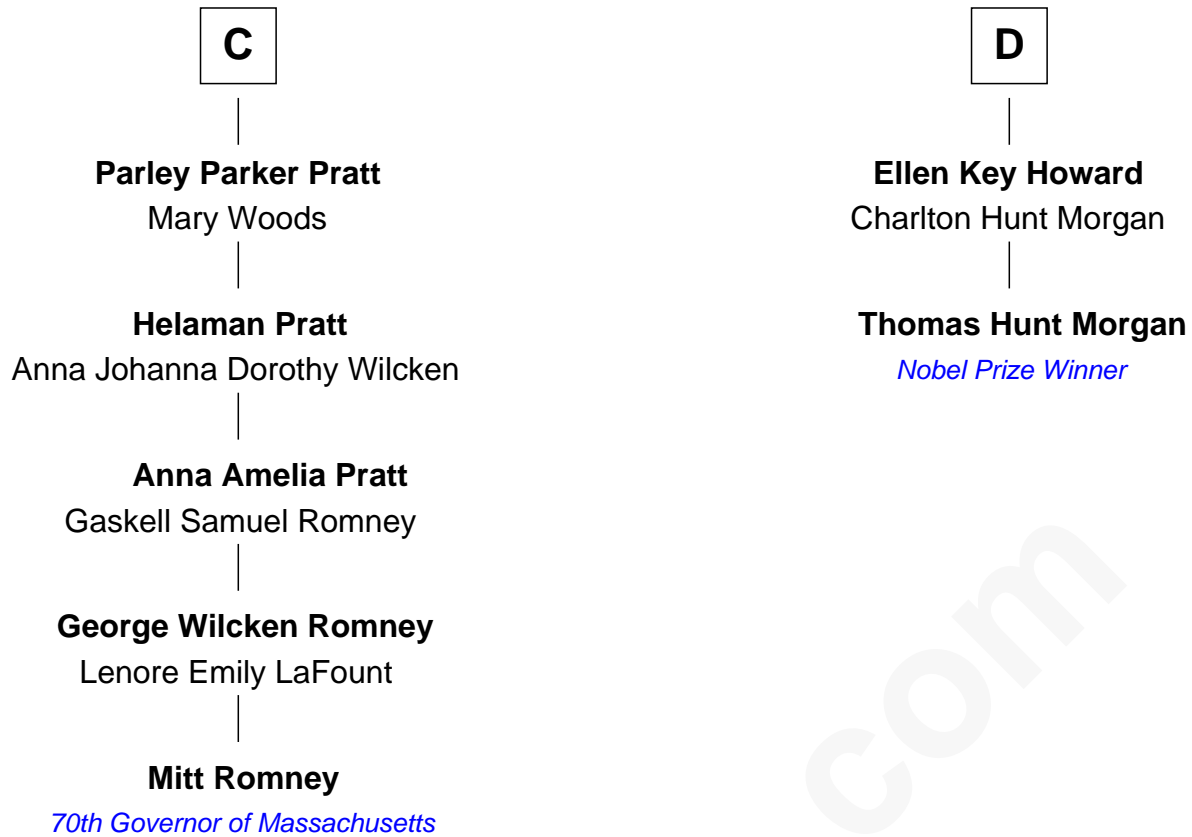 C
Parley Parker Pratt
Mary Woods
Helaman Pratt
Anna Johanna Dorothy Wilcken
Anna Amelia Pratt
Gaskell Samuel Romney
George Wilcken Romney
Lenore Emily LaFount
Mitt Romney
70th Governor of Massachusetts
D
Ellen Key Howard
Charlton Hunt Morgan
Thomas Hunt Morgan
Nobel Prize Winner
com